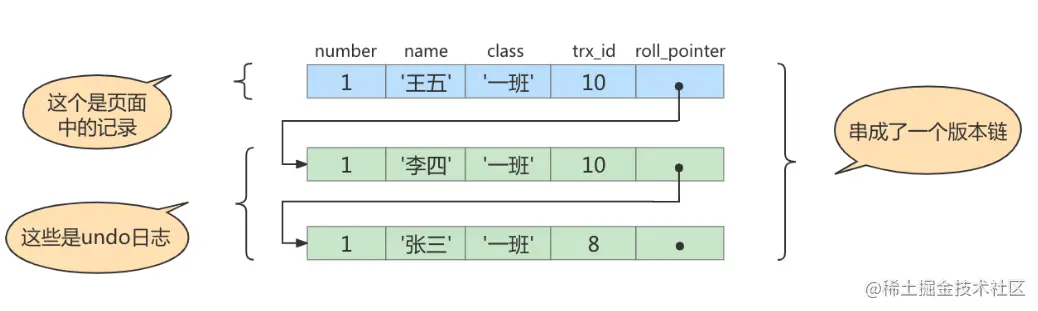 number name class trx_id roll_pointer
这个是页面
中的记录
1 '王五' '一班' 10
串成了一个版本链
1 '李四' '一班' 10
这些是undo日志
1 '张三' '一班' 8
@稀土掘金技术社区